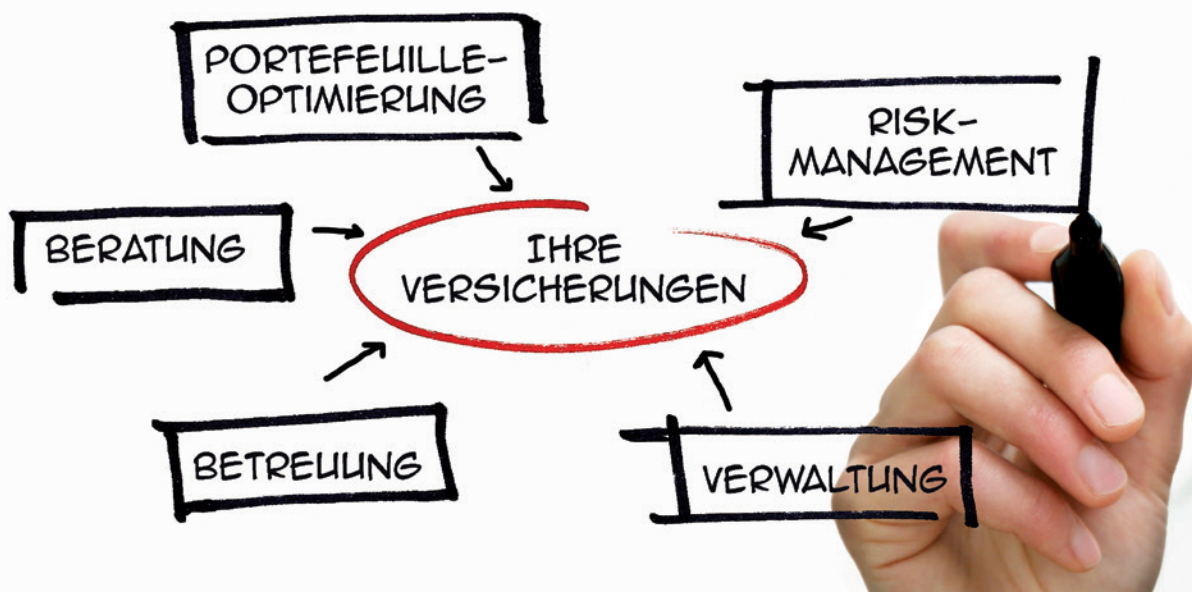 PORTEFEUILLE-
OPTIMIERUNG
RISK-
MANAGEMENT
BERATUNG
IHRE
VERSICHERUNGEN
BETREUUNG
VERWALTUNG